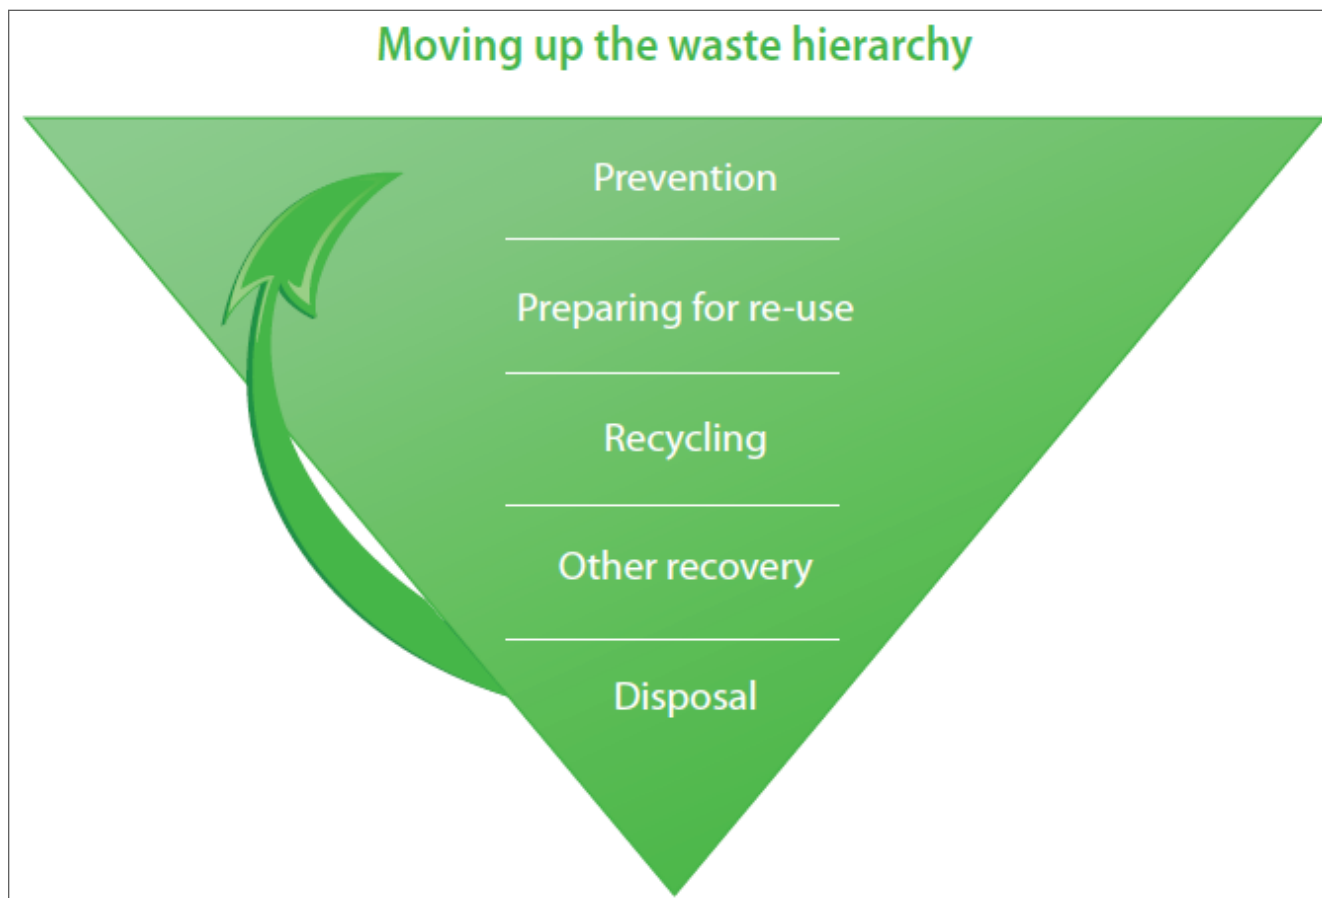 Moving up the waste hierarchy
Prevention
Preparing for re-use
Recycling
Other recovery
Disposal